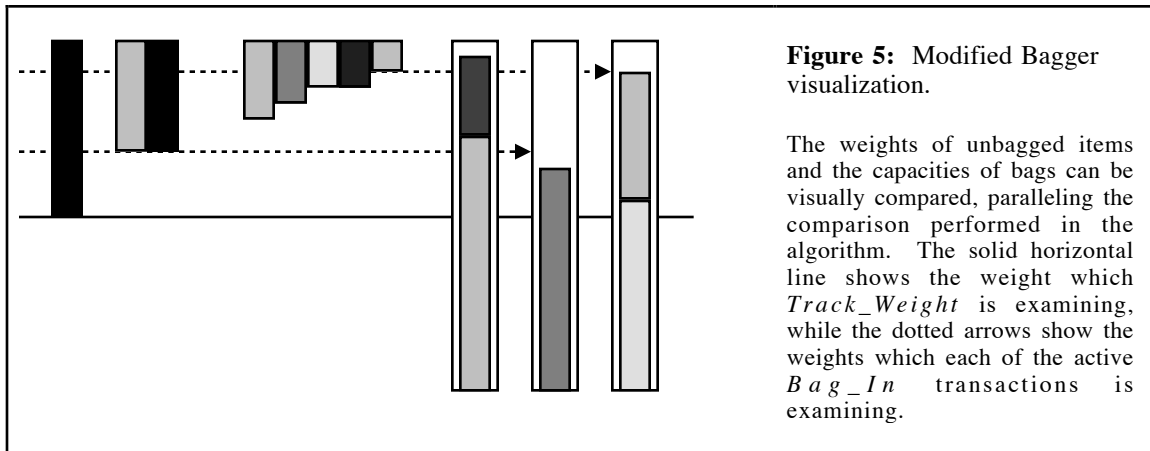 Figure 5: Modified Bagger
visualization.
The weights of unbagged items
and the capacities of bags can be
visually compared, paralleling the
comparison performed in the
algorithm. The solid horizontal
line shows the weight which
Track_Weight is examining,
while the dotted arrows show the
weights which each of the active
Bag_In transactions is
examining.